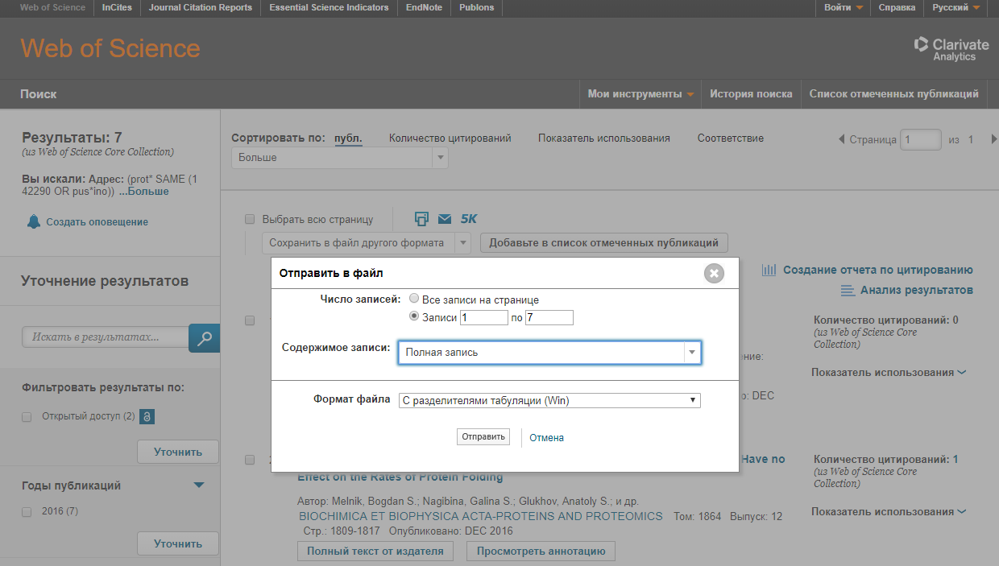 Web of Science InCites Journal Citation Reports Essential Science Indicators EndNote Publons Войти Справка Русский
Web of Science
Clarivate
Analytics
Поиск Мои инструменты История поиска Список отмеченных публикаций
Результаты: 7
(из Web of Science Core Collection)
Вы искали: Адрес: (prot* SAME (1
42290 OR pus*ino)) ...Больше
Создать оповещение
Сортировать по: публ. Количество цитирований Показатель использования Соответствие
Больше
Страница 1 из 1
Выбрать всю страницу 5K
Сохранить в файл другого формата Добавьте в список отмеченных публикаций
Уточнение результатов
Искать в результатах...
Фильтровать результаты по:
Открытый доступ (2)
Уточнить
Годы публикаций
2016 (7)
Уточнить
Отправить в файл
Число записей: Все записи на странице
Записи 1 по 7
Содержимое записи: Полная запись
Формат файла С разделителями табуляции (Win)
Отправить Отмена
Создание отчета по цитированию
Анализ результатов
Количество цитирований: 0
(из Web of Science Core
Collection)
Показатель использования
DEC
Have no
Effect on the Rates of Protein Folding
Автор: Melnik, Bogdan S.; Nagibina, Galina S.; Glukhov, Anatoly S.; и др.
BIOCHIMICA ET BIOPHYSICA ACTA-PROTEINS AND PROTEOMICS Том: 1864 Выпуск: 12
Стр.: 1809-1817 Опубликовано: DEC 2016
Полный текст от издателя Просмотреть аннотацию
Количество цитирований: 1
(из Web of Science Core
Collection)
Показатель использования